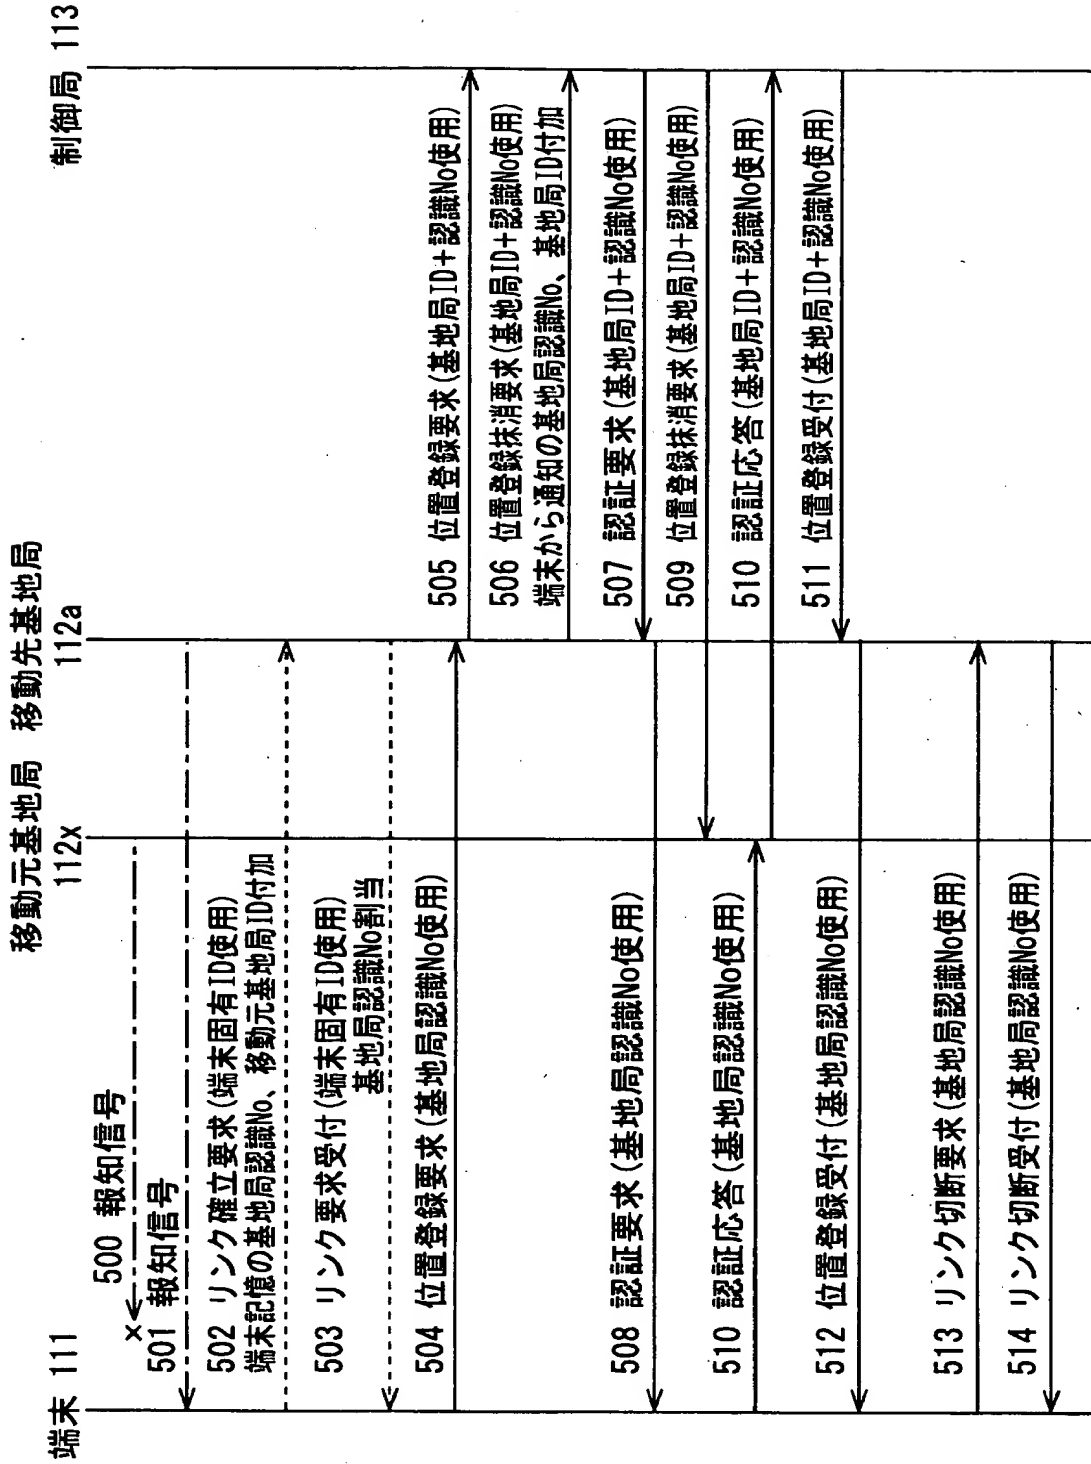 端末 111
移動元基地局 112x
移動先基地局 112a
制御局 113
500 報知信号
×
501 報知信号
502 リンク確立要求(端末固有ID使用)
端末記憶の基地局認識No、移動元基地局ID付加
503 リンク要求受付(端末固有ID使用)
基地局認識No割当
504 位置登録要求(基地局認識No使用)
505 位置登録要求(基地局ID+認識No使用)
506 位置登録抹消要求(基地局ID+認識No使用)
端末から通知の基地局認識No、基地局ID付加
507 認証要求(基地局ID+認識No使用)
508 認証要求(基地局認識No使用)
509 位置登録抹消要求(基地局ID+認識No使用)
510 認証応答(基地局認識No使用)
510 認証応答(基地局ID+認識No使用)
511 位置登録受付(基地局ID+認識No使用)
512 位置登録受付(基地局認識No使用)
513 リンク切断要求(基地局認識No使用)
514 リンク切断受付(基地局認識No使用)